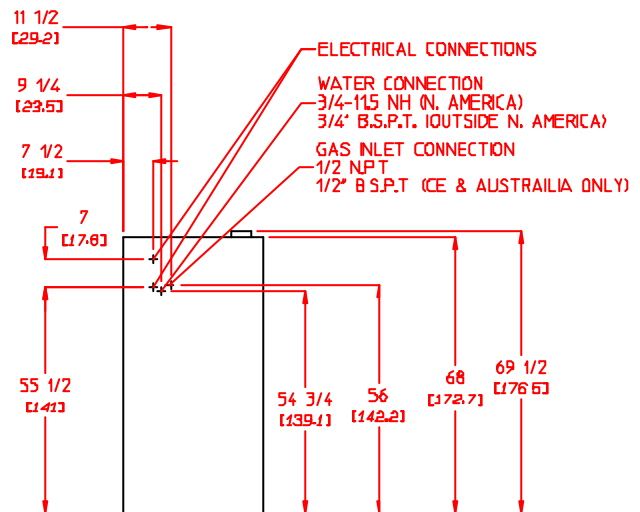 11 1/2
[29.2]
9 1/4
[23.5]
7 1/2
[19.1]
7
[17.8]
ELECTRICAL CONNECTIONS
WATER CONNECTION
3/4-11.5 NH (N. AMERICA)
3/4" B.S.P.T. (OUTSIDE N. AMERICA)
GAS INLET CONNECTION
1/2 N.P.T
1/2" B.S.P.T (CE & AUSTRAILIA ONLY)
55 1/2
[141]
54 3/4
[139.1]
56
[142.2]
68
[172.7]
69 1/2
[176.5]